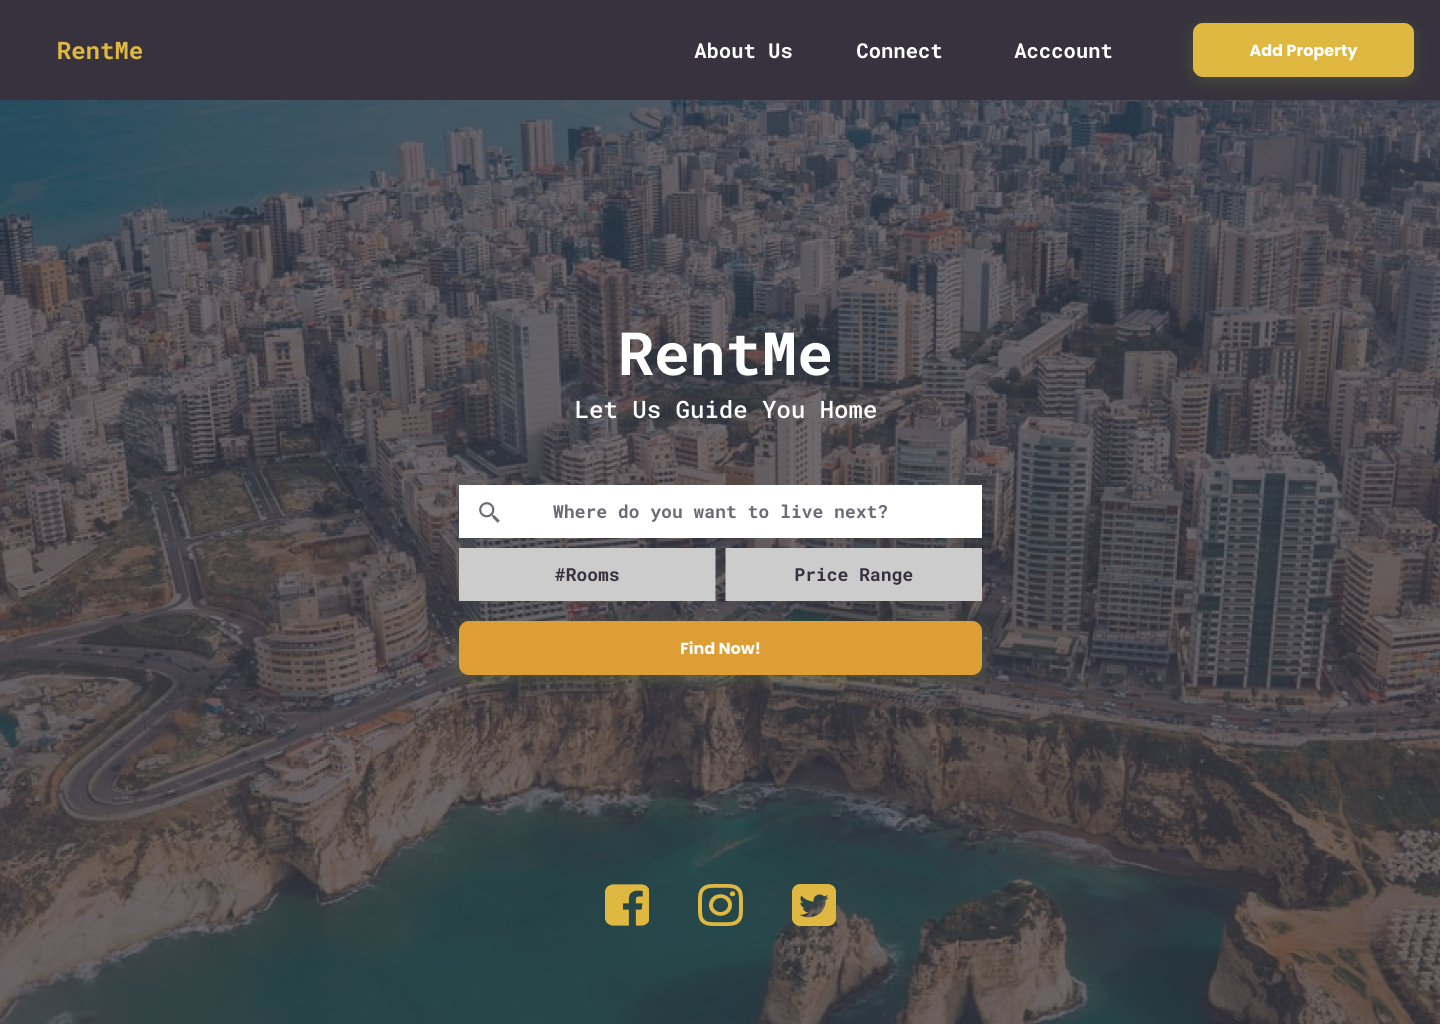 RentMe
About Us
Connect
Acccount
Add Property
RentMe
Let Us Guide You Home
Where do you want to live next?
#Rooms
Price Range
Find Now!